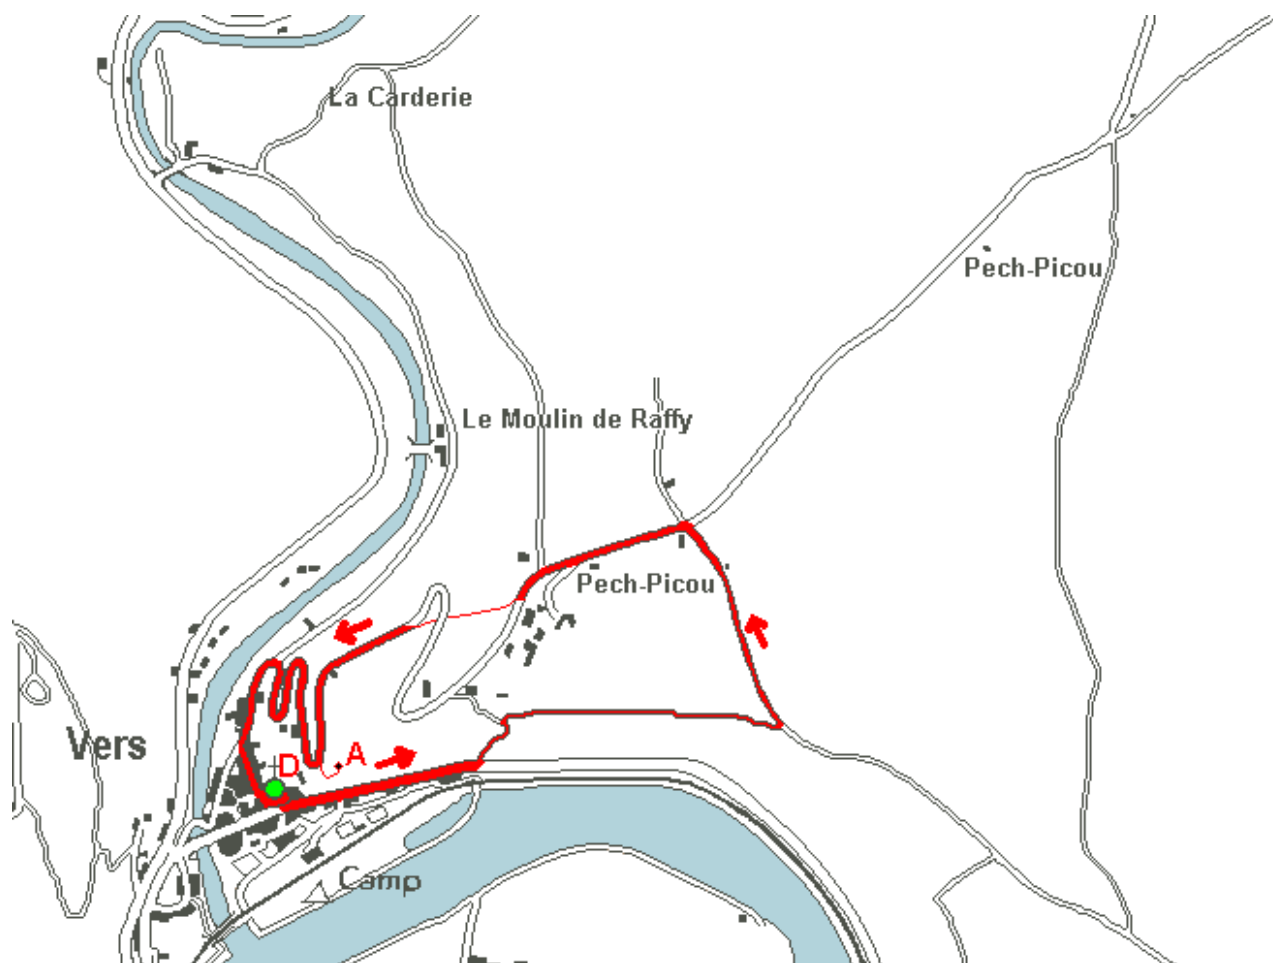 La Carderie
Pech-Picou
Le Moulin de Raffy
Pech-Picou
Vers
D
A
Camp